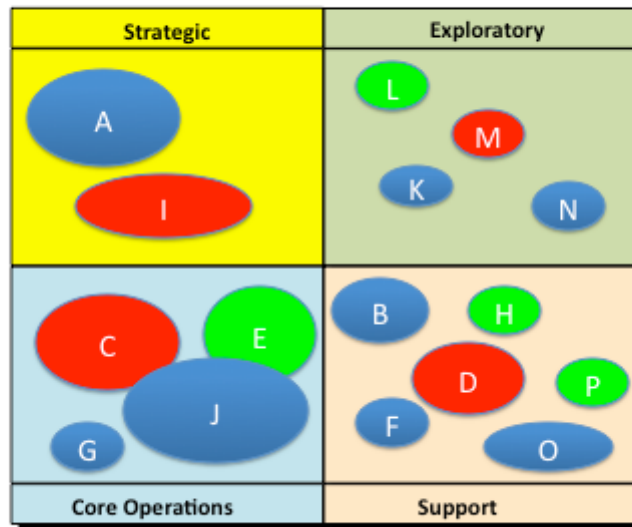 Strategic
Exploratory
A
I
L
M
K
N
C
E
J
G
B
H
D
P
F
O
Core Operations
Support